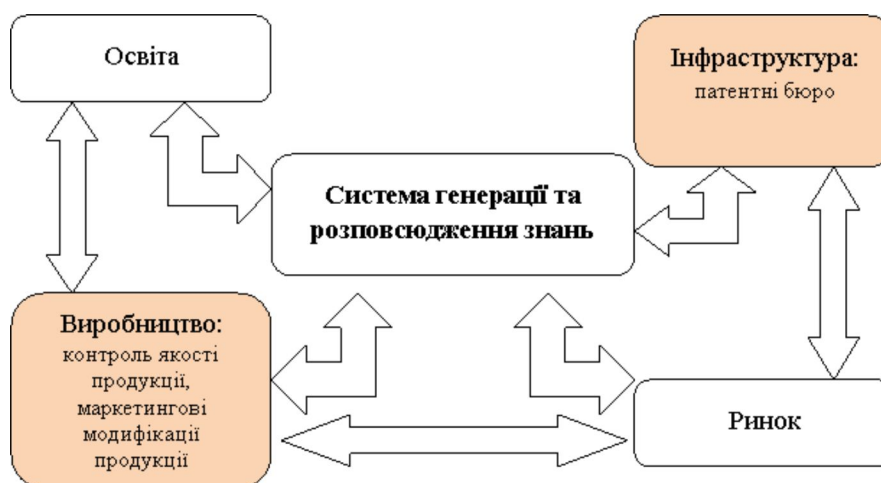 Освіта
Інфраструктура:
патентні бюро
Система генерації та
розповсюдження знань
Виробництво:
контроль якості
продукції,
маркетингові
модифікації
продукції
Ринок